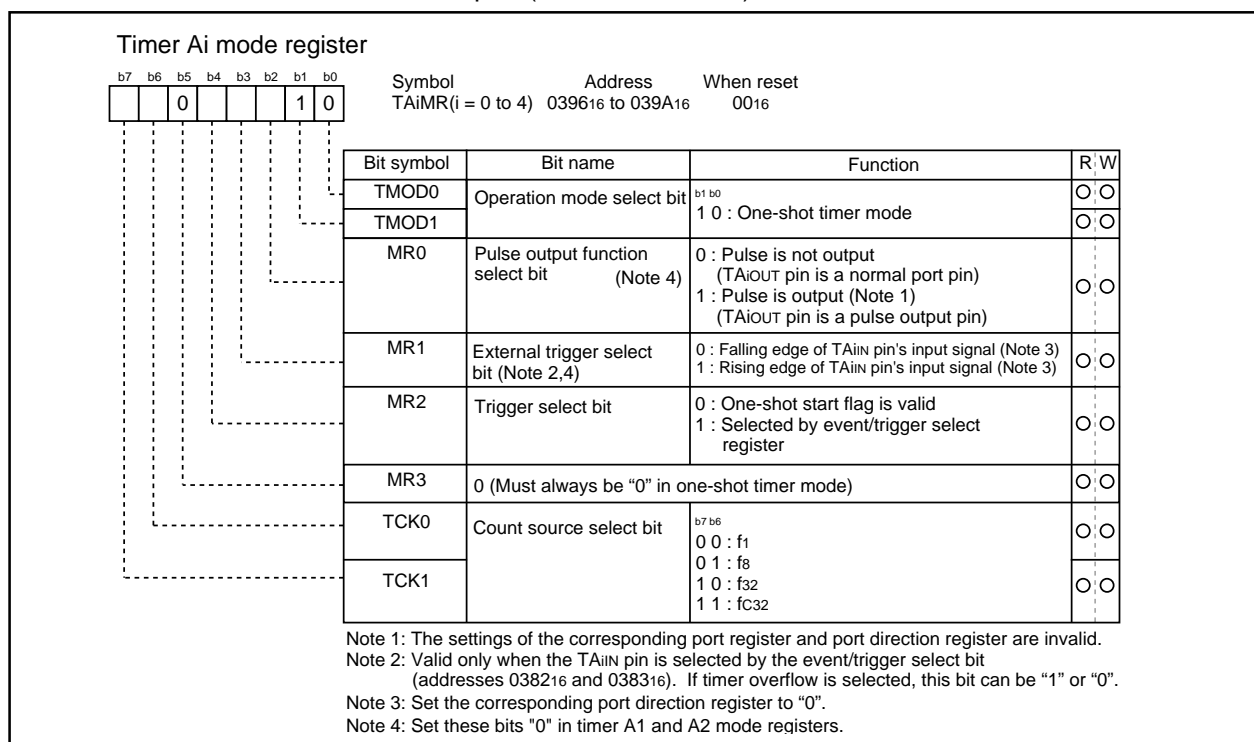 Timer Ai mode register
b7 b6 b5 b4 b3 b2 b1 b0
0 1 0
Symbol Address When reset
TAiMR(i = 0 to 4) 039616 to 039A16 0016
Bit symbol Bit name Function R W
TMOD0
TMOD1
Operation mode select bit
b1 b0
1 0 : One-shot timer mode
MR0
Pulse output function
select bit (Note 4)
0 : Pulse is not output
(TAiOUT pin is a normal port pin)
1 : Pulse is output (Note 1)
(TAiOUT pin is a pulse output pin)
MR1
External trigger select
bit (Note 2,4)
0 : Falling edge of TAiIN pin's input signal (Note 3)
1 : Rising edge of TAiIN pin's input signal (Note 3)
MR2
Trigger select bit
0 : One-shot start flag is valid
1 : Selected by event/trigger select
register
MR3
0 (Must always be “0” in one-shot timer mode)
TCK0
TCK1
Count source select bit
b7 b6
0 0 : f1
0 1 : f8
1 0 : f32
1 1 : fC32
Note 1: The settings of the corresponding port register and port direction register are invalid.
Note 2: Valid only when the TAiIN pin is selected by the event/trigger select bit
(addresses 038216 and 038316). If timer overflow is selected, this bit can be “1” or “0”.
Note 3: Set the corresponding port direction register to “0”.
Note 4: Set these bits "0" in timer A1 and A2 mode registers.